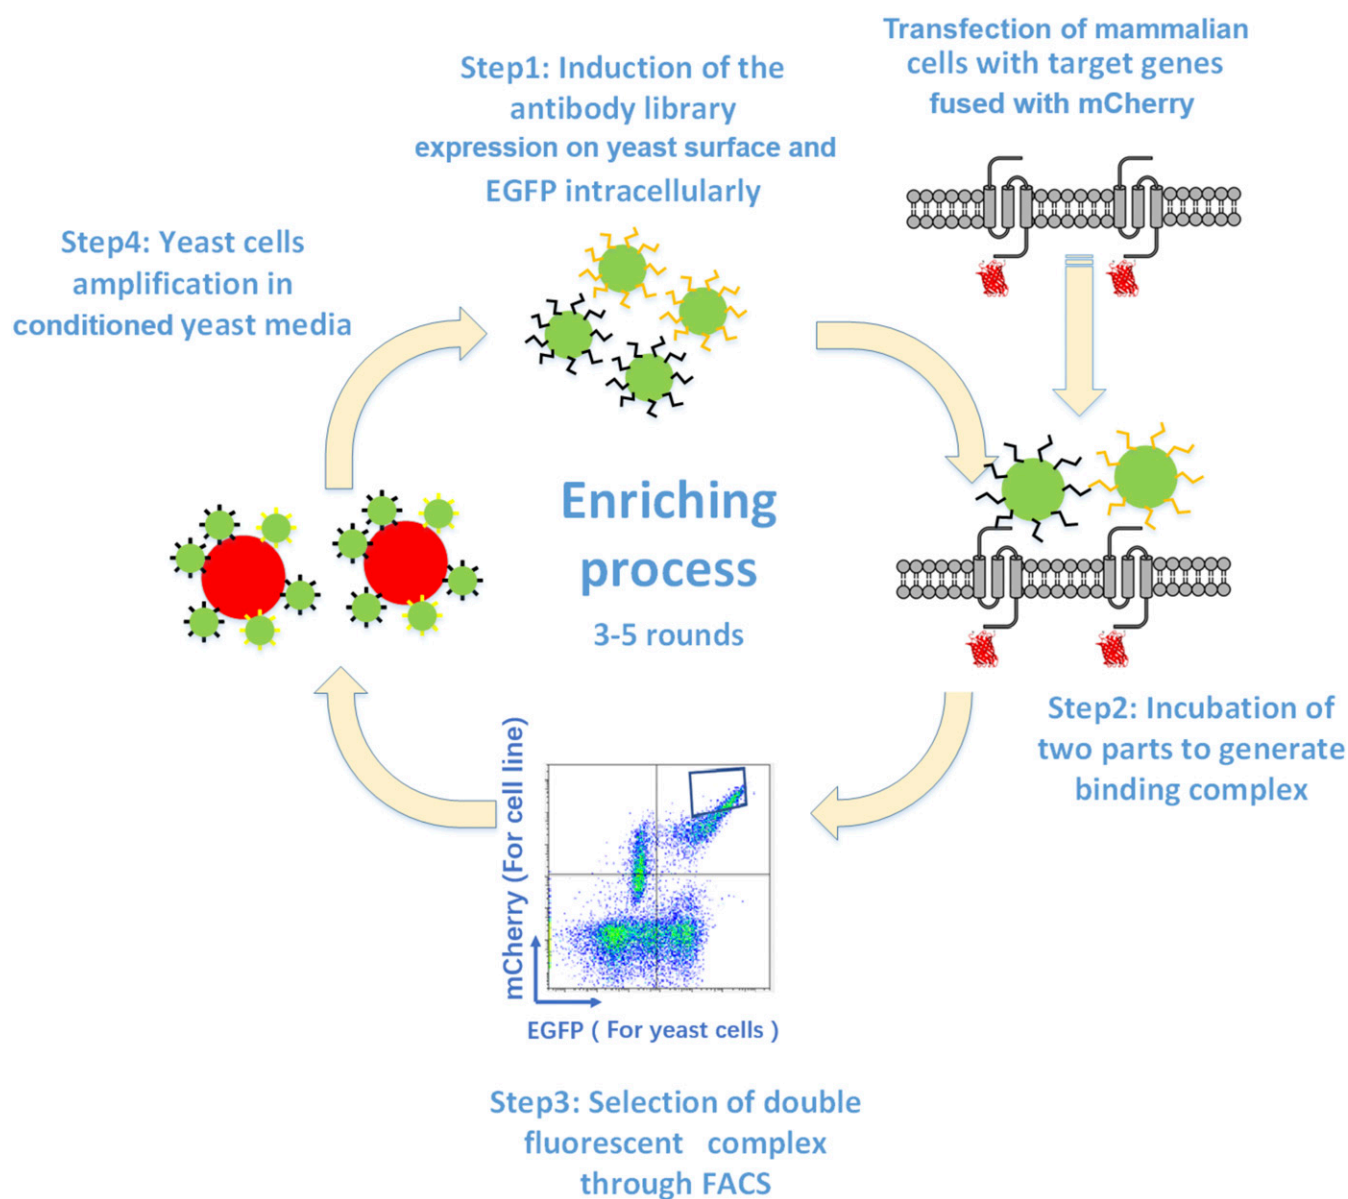 Transfection of mammalian
cells with target genes
fused with mCherry
Step1: Induction of the
antibody library
expression on yeast surface and
EGFP intracellularly
Step4: Yeast cells
amplification in
conditioned yeast media
Enriching
process
3-5 rounds
Step2: Incubation of
two parts to generate
binding complex
mCherry (For cell line)
EGFP ( For yeast cells )
Step3: Selection of double
fluorescent complex
through FACS